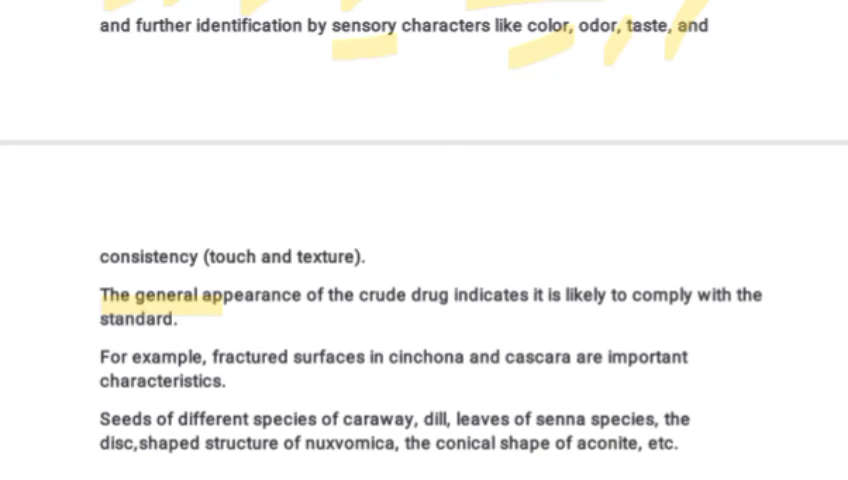 and further identification by sensory characters like color, odor, taste, and
consistency (touch and texture).
The general appearance of the crude drug indicates it is likely to comply with the
standard.
For example, fractured surfaces in cinchona and cascara are important
characteristics.
Seeds of different species of caraway, dill, leaves of senna species, the
disc,shaped structure of nuxvomica, the conical shape of aconite, etc.